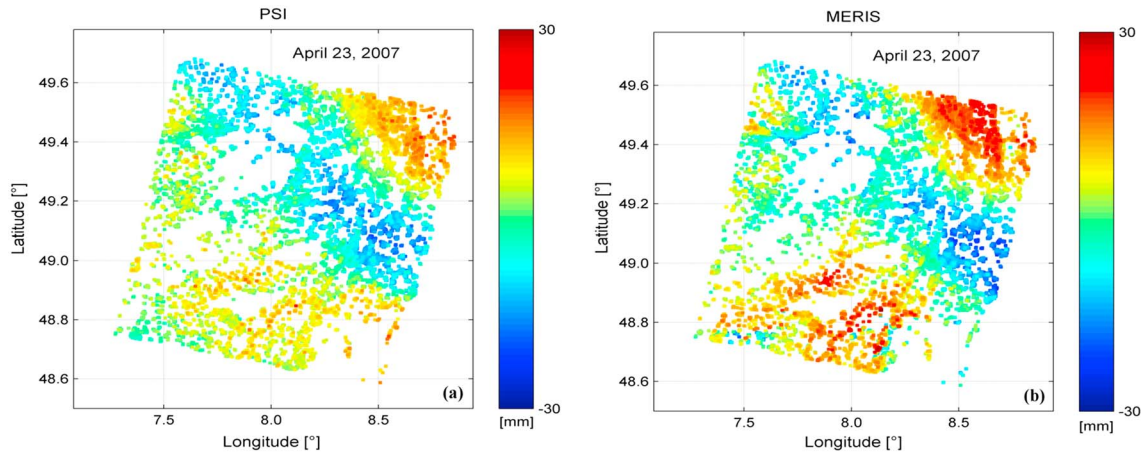 PSI
April 23, 2007
30
49.6
49.4
49.2
49.0
48.8
48.6
Latitude [°]
7.5
8.0
8.5
Longitude [°]
(a)
-30
[mm]
MERIS
April 23, 2007
30
49.6
49.4
49.2
49.0
48.8
48.6
Latitude [°]
7.5
8.0
8.5
Longitude [°]
(b)
-30
[mm]